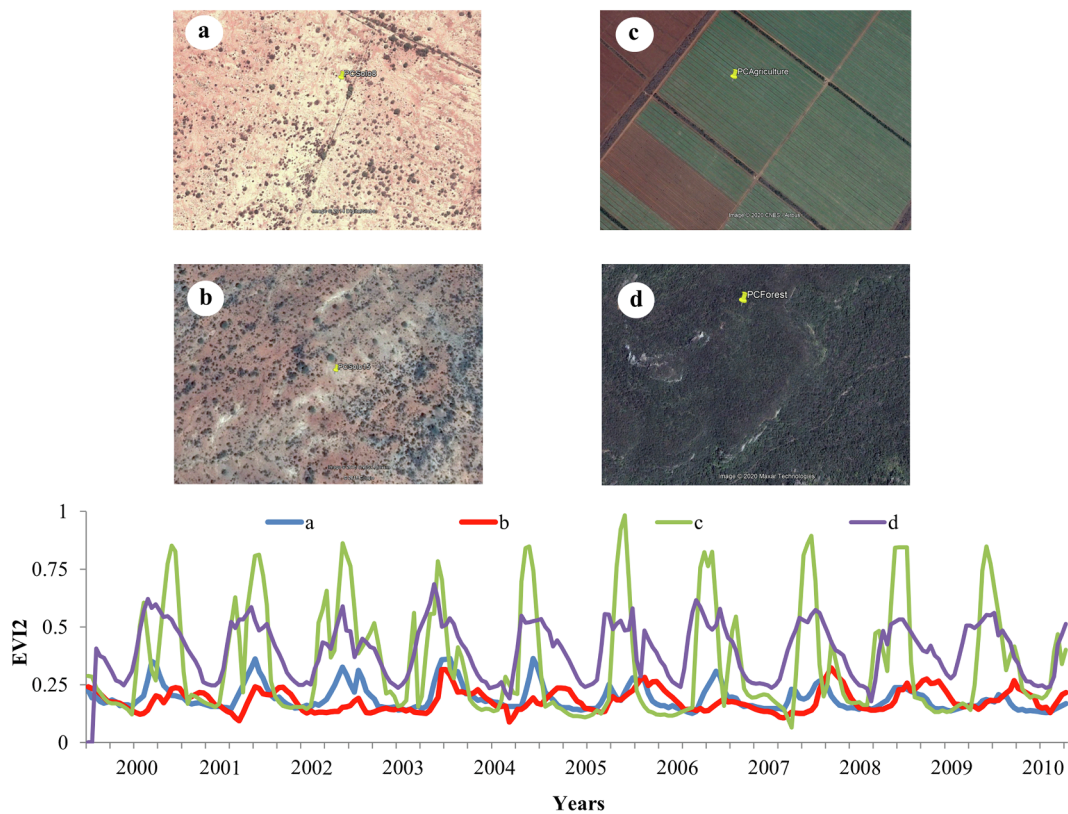 a
c
PCAgriculture
Image © 2020 CNES / Airbus
b
d
PCForest
Image © 2020 Maxar Technologies
1
0.75
0.5
0.25
0
EVI2
a
b
c
d
2000
2001
2002
2003
2004
2005
2006
2007
2008
2009
2010
Years